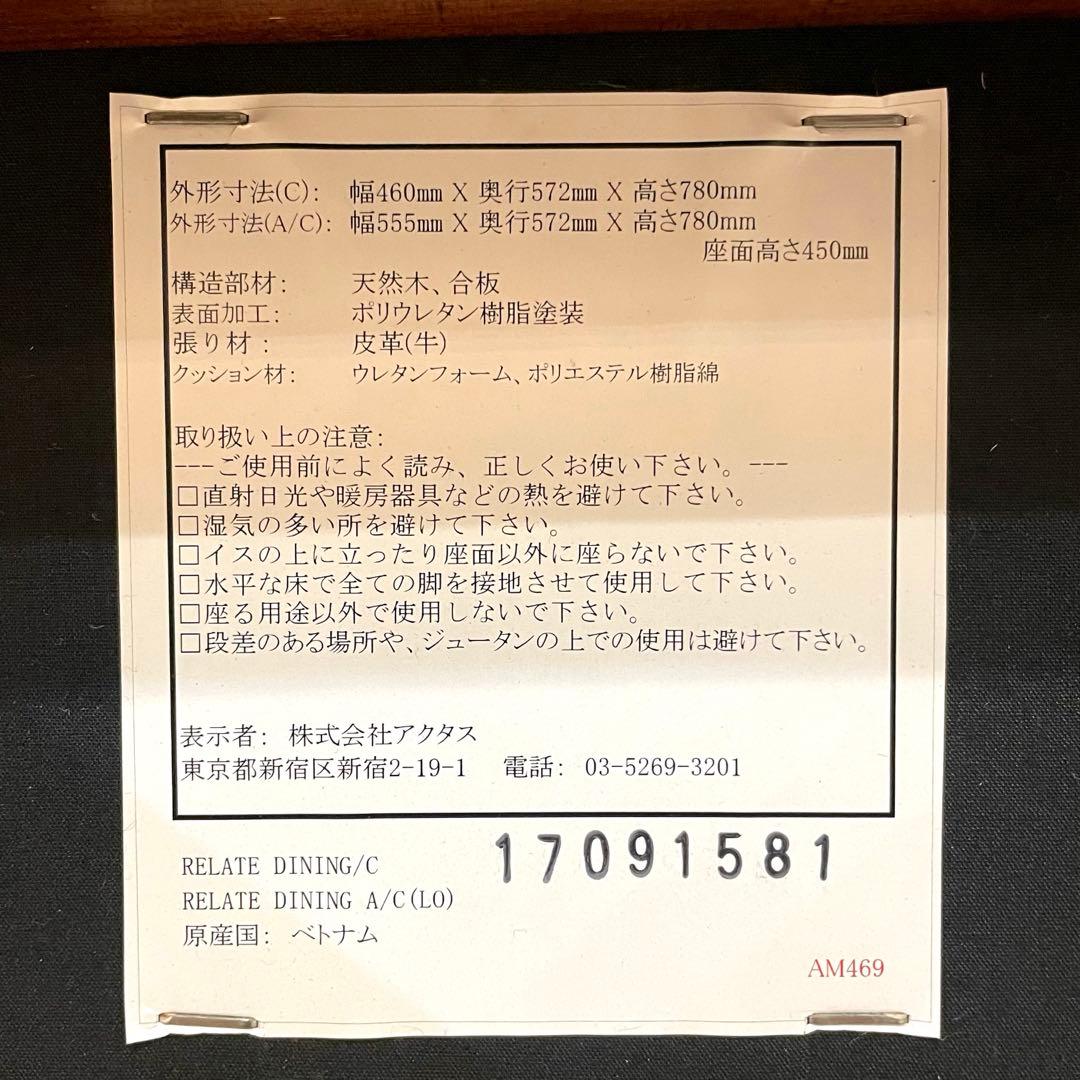 外形寸法(C): 幅460㎜ X 奥行572㎜ X 高さ780mm
外形寸法(A/C): 幅555㎜ X 奥行572㎜ X 高さ780mm
座面高さ450㎜
構造部材: 天然木、合板
表面加工: ポリウレタン樹脂塗装
張り材 : 皮革(牛)
クッション材: ウレタンフォーム、ポリエステル樹脂綿
取り扱い上の注意:
---ご使用前によく読み、正しくお使い下さい。---
□直射日光や暖房器具などの熱を避けて下さい。
□湿気の多い所を避けて下さい。
□イスの上に立ったり座面以外に座らないで下さい。
□水平な床で全ての脚を接地させて使用して下さい。
□座る用途以外で使用しないで下さい。
□段差のある場所や、ジュータンの上での使用は避けて下さい。
表示者: 株式会社アクタス
東京都新宿区新宿2-19-1 電話: 03-5269-3201
17091581
RELATE DINING/C
RELATE DINING A/C(LO)
原産国: ベトナム
AM469